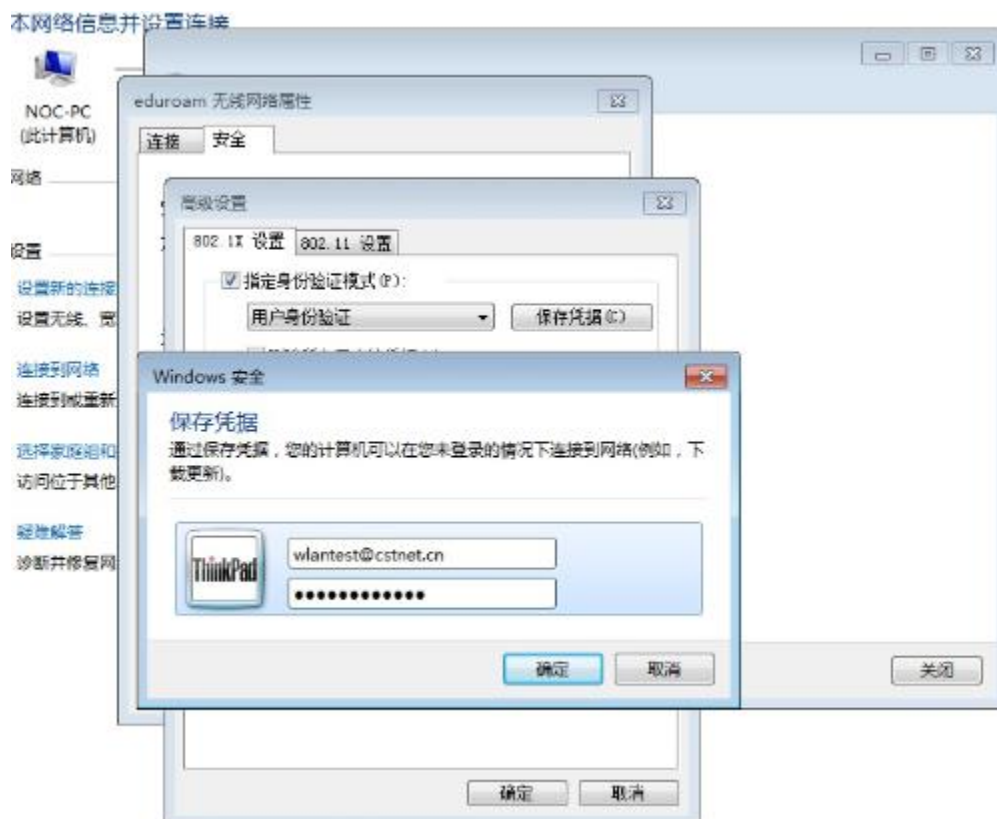 本网络信息并设置连接
NOC-PC
(此计算机)
网络
设置
设置新的连接
设置无线、宽
连接到网络
连接到或重新
选择家庭组和
访问位于其他
疑难解答
诊断并修复网
eduroam 无线网络属性
连接
安全
高级设置
802.1X 设置
802.11 设置
指定身份验证模式(P):
用户身份验证
保存凭据(C)
Windows 安全
保存凭据
通过保存凭据，您的计算机可以在您未登录的情况下连接到网络(例如，下
载更新)。
ThinkPad
wlantest@cstnet.cn
●●●●●●●●●●●●
确定
取消
关闭
确定
取消